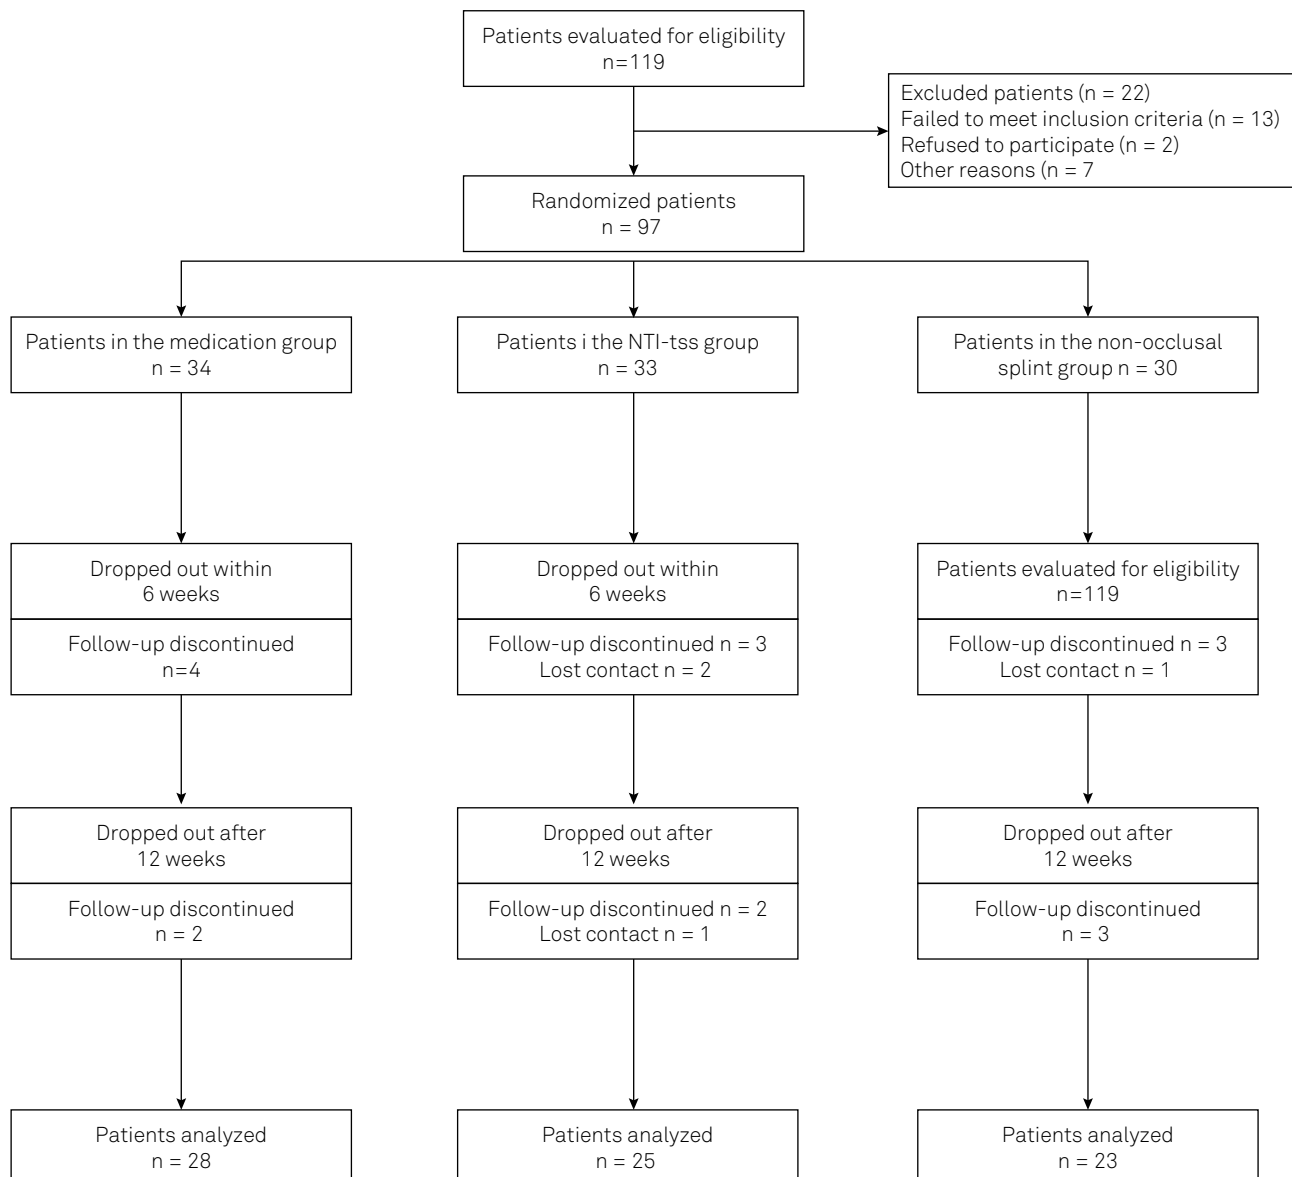 Patients evaluated for eligibility
n=119
Excluded patients (n = 22)
Failed to meet inclusion criteria (n = 13)
Refused to participate (n = 2)
Other reasons (n = 7
Randomized patients
n = 97
Patients in the medication group
n = 34
Patients i the NTI-tss group
n = 33
Patients in the non-occlusal
splint group n = 30
Dropped out within
6 weeks
Follow-up discontinued
n=4
Dropped out within
6 weeks
Follow-up discontinued n = 3
Lost contact n = 2
Patients evaluated for eligibility
n=119
Follow-up discontinued n = 3
Lost contact n = 1
Dropped out after
12 weeks
Follow-up discontinued
n = 2
Dropped out after
12 weeks
Follow-up discontinued n = 2
Lost contact n = 1
Dropped out after
12 weeks
Follow-up discontinued
n = 3
Patients analyzed
n = 28
Patients analyzed
n = 25
Patients analyzed
n = 23